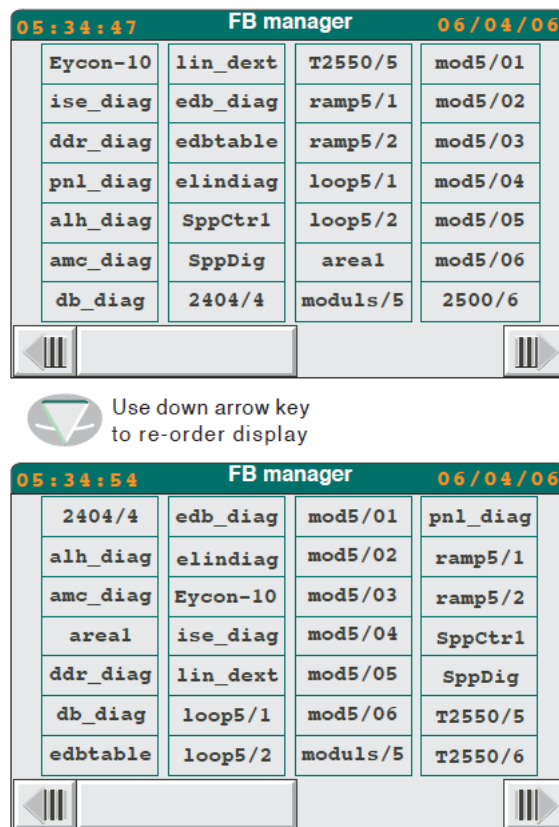 05:34:47 FB manager 06/04/06
Eycon-10 lin_dext T2550/5 mod5/01
ise_diag edb_diag ramp5/1 mod5/02
ddr_diag edbtable ramp5/2 mod5/03
pnl_diag elindiag loop5/1 mod5/04
alh_diag SppCtr1 loop5/2 mod5/05
amc_diag SppDig area1 mod5/06
db_diag 2404/4 moduls/5 2500/6
Use down arrow key
to re-order display
05:34:54 FB manager 06/04/06
2404/4 edb_diag mod5/01 pnl_diag
alh_diag elindiag mod5/02 ramp5/1
amc_diag Eycon-10 mod5/03 ramp5/2
area1 ise_diag mod5/04 SppCtr1
ddr_diag lin_dext mod5/05 SppDig
db_diag loop5/1 mod5/06 T2550/5
edbtable loop5/2 moduls/5 T2550/6